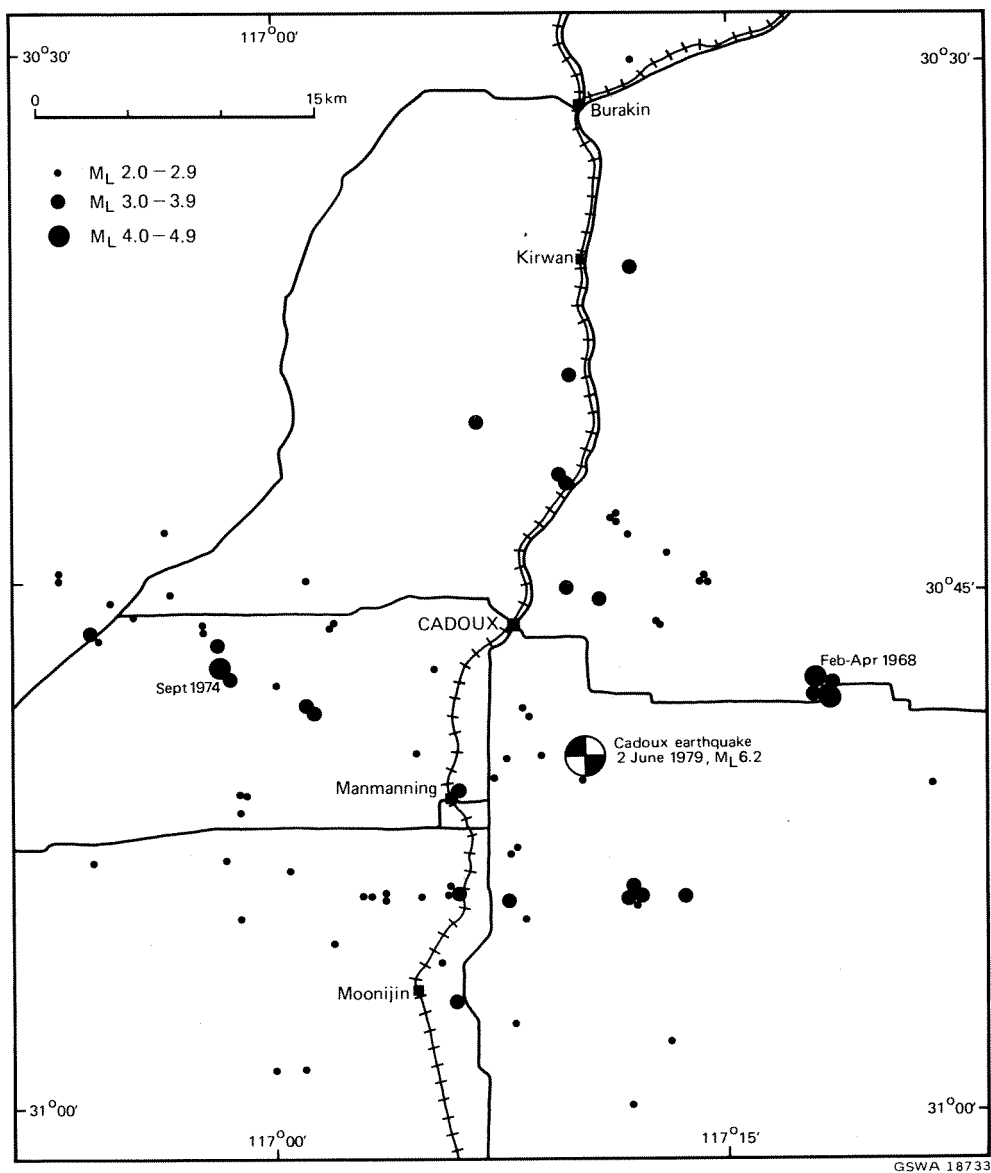 117°00'
30°30'
30°30'
0 15km
Burakin
M_L 2.0 – 2.9
M_L 3.0 – 3.9
M_L 4.0 – 4.9
Kirwan
30°45'
CADOUX
Feb-Apr 1968
Sept 1974
Cadoux earthquake
2 June 1979, M_L 6.2
Manmanning
Moonijin
31°00'
31°00'
117°00'
117°15'
GSWA 18733